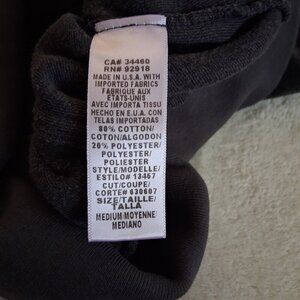 CA# 34460
RN# 92918
MADE IN U.S.A. WITH
IMPORTED FABRICS
FABRIQUE AUX
ETATS-UNIS
AVEC IMPORTA TISSU
HECHO EN E.U.A. CON
TELAS IMPORTADAS
80% COTTON/
COTON/ALGODON
20% POLYESTER/
POLYESTER/
POLIESTER
STYLE/MODELLE/
ESTILO# 13467
CUT/COUPE/
CORTE# 630607
SIZE/TAILLE/
TALLA
MEDIUM/MOYENNE/
MEDIANO